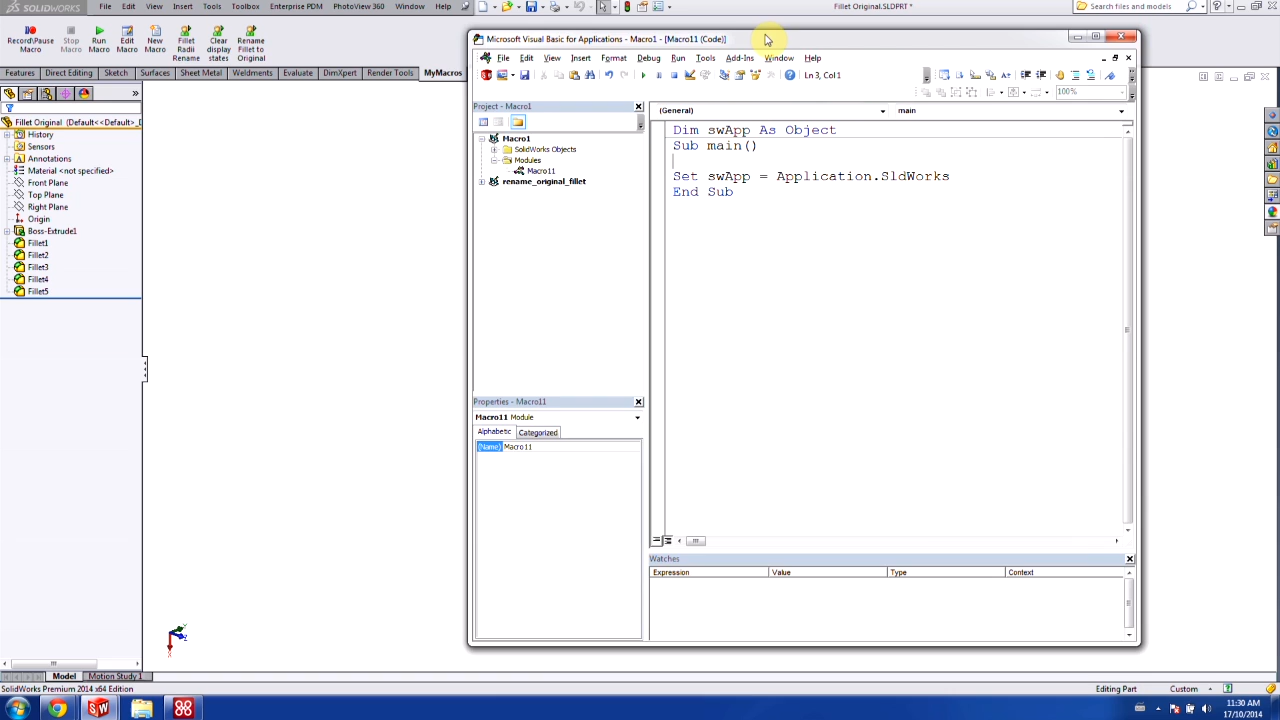 SOLIDWORKS
File Edit View Insert Tools Toolbox Enterprise PDM PhotoView 360 Window Help
Fillet Original.SLDPRT *
Search files and models
Record/Pause Macro
Stop Macro
Run Macro
Edit Macro
New Macro
Fillet Radii Rename
Clear states
Rename Fillet to Original
Features Direct Editing Sketch Surfaces Sheet Metal Weldments Evaluate DimXpert Render Tools MyMacros
Fillet Original (Default<<Default>_D
History
Sensors
Annotations
Material <not specified>
Front Plane
Top Plane
Right Plane
Origin
Boss-Extrude1
Fillet1
Fillet2
Fillet3
Fillet4
Fillet5
Microsoft Visual Basic for Applications - Macro1 - [Macro11 (Code)]
File Edit View Insert Format Debug Run Tools Add-Ins Window Help
Ln 3, Col 1
100%
Project - Macro1
Macro1
SolidWorks Objects
Modules
Macro11
rename_original_fillet
Properties - Macro11
Macro11 Module
Alphabetic Categorized
(Name) Macro11
(General) main
Dim swApp As Object
Sub main()
Set swApp = Application.SldWorks
End Sub
Watches
Expression Value Type Context
Model Motion Study 1
SolidWorks Premium 2014 x64 Edition
Editing Part Custom
11:30 AM
17/10/2014